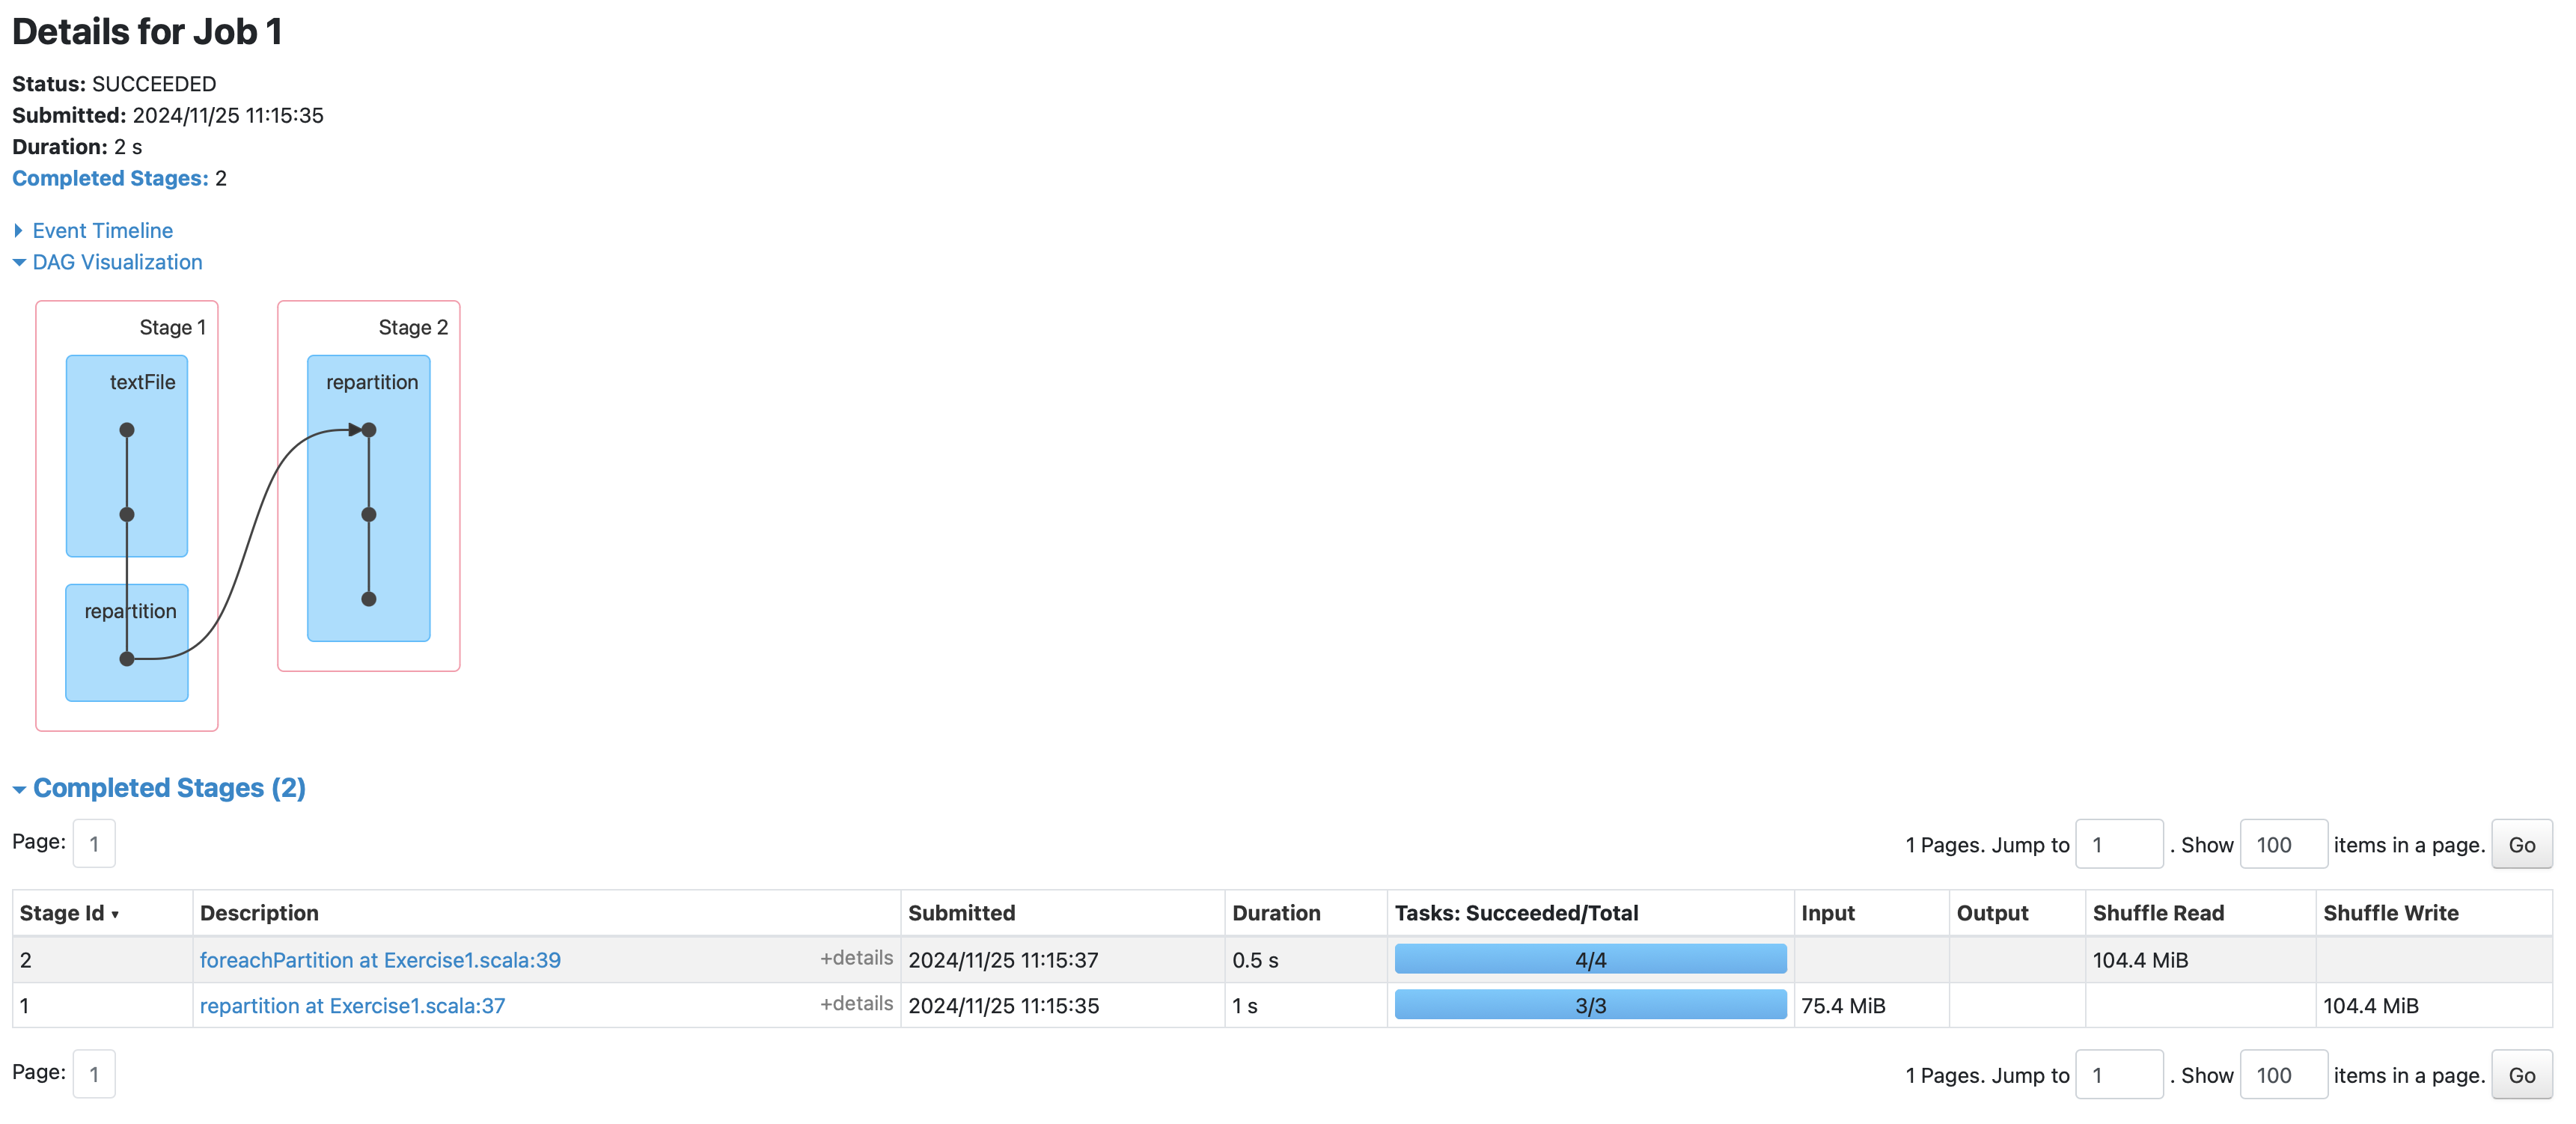 Details for Job 1
Status: SUCCEEDED
Submitted: 2024/11/25 11:15:35
Duration: 2 s
Completed Stages: 2
Event Timeline
DAG Visualization
Stage 1
textFile
repartition
Stage 2
repartition
Completed Stages (2)
Page: 1
1 Pages. Jump to 1 . Show 100 items in a page. Go
Stage Id ▾ Description Submitted Duration Tasks: Succeeded/Total Input Output Shuffle Read Shuffle Write
2 foreachPartition at Exercise1.scala:39 +details 2024/11/25 11:15:37 0.5 s 4/4 104.4 MiB
1 repartition at Exercise1.scala:37 +details 2024/11/25 11:15:35 1 s 3/3 75.4 MiB 104.4 MiB
Page: 1
1 Pages. Jump to 1 . Show 100 items in a page. Go